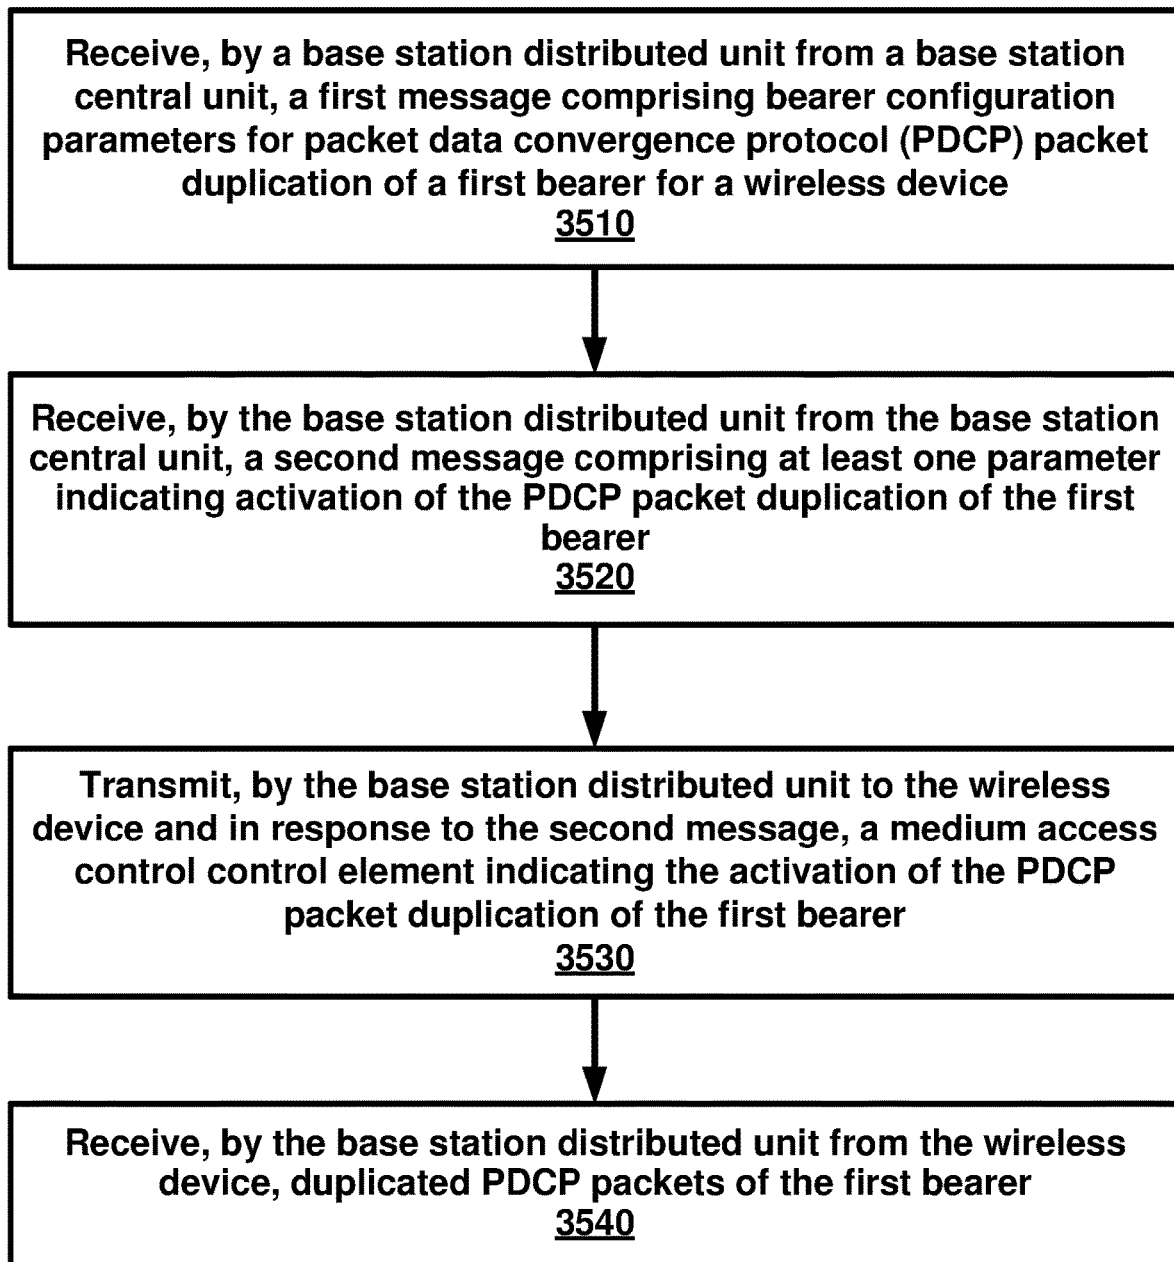 Receive, by a base station distributed unit from a base station
central unit, a first message comprising bearer configuration
parameters for packet data convergence protocol (PDCP) packet
duplication of a first bearer for a wireless device
3510
Receive, by the base station distributed unit from the base station
central unit, a second message comprising at least one parameter
indicating activation of the PDCP packet duplication of the first
bearer
3520
Transmit, by the base station distributed unit to the wireless
device and in response to the second message, a medium access
control control element indicating the activation of the PDCP
packet duplication of the first bearer
3530
Receive, by the base station distributed unit from the wireless
device, duplicated PDCP packets of the first bearer
3540